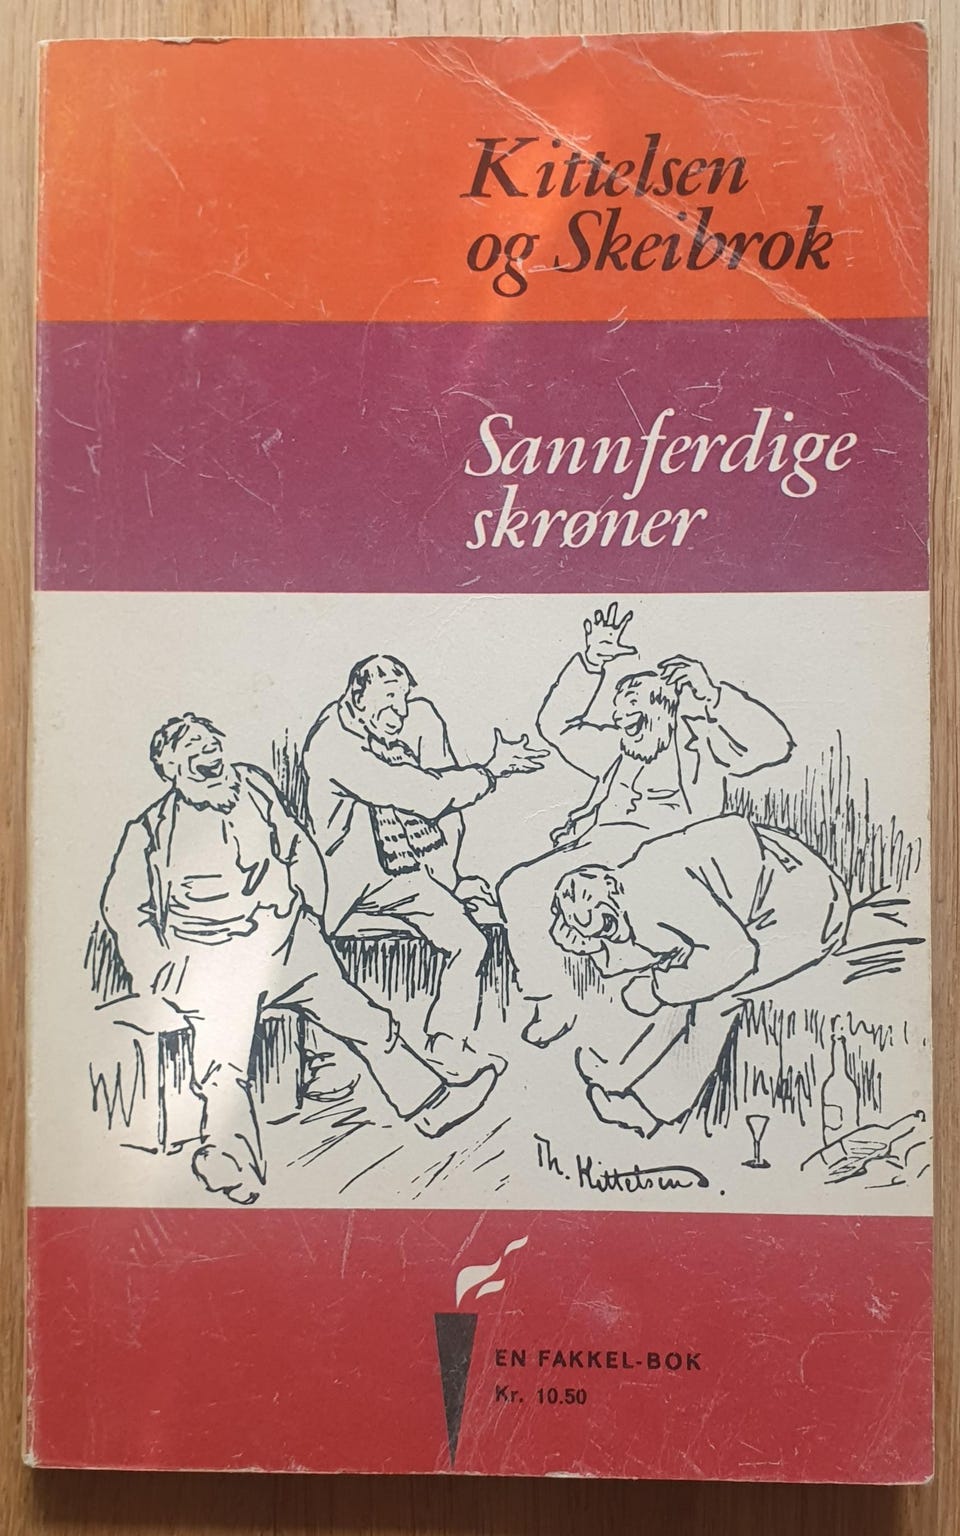 Kittelsen
og Skeibrok
Sannferdige
skrøner
Th. Kittelsen.
EN FAKKEL-BOK
Kr. 10.50